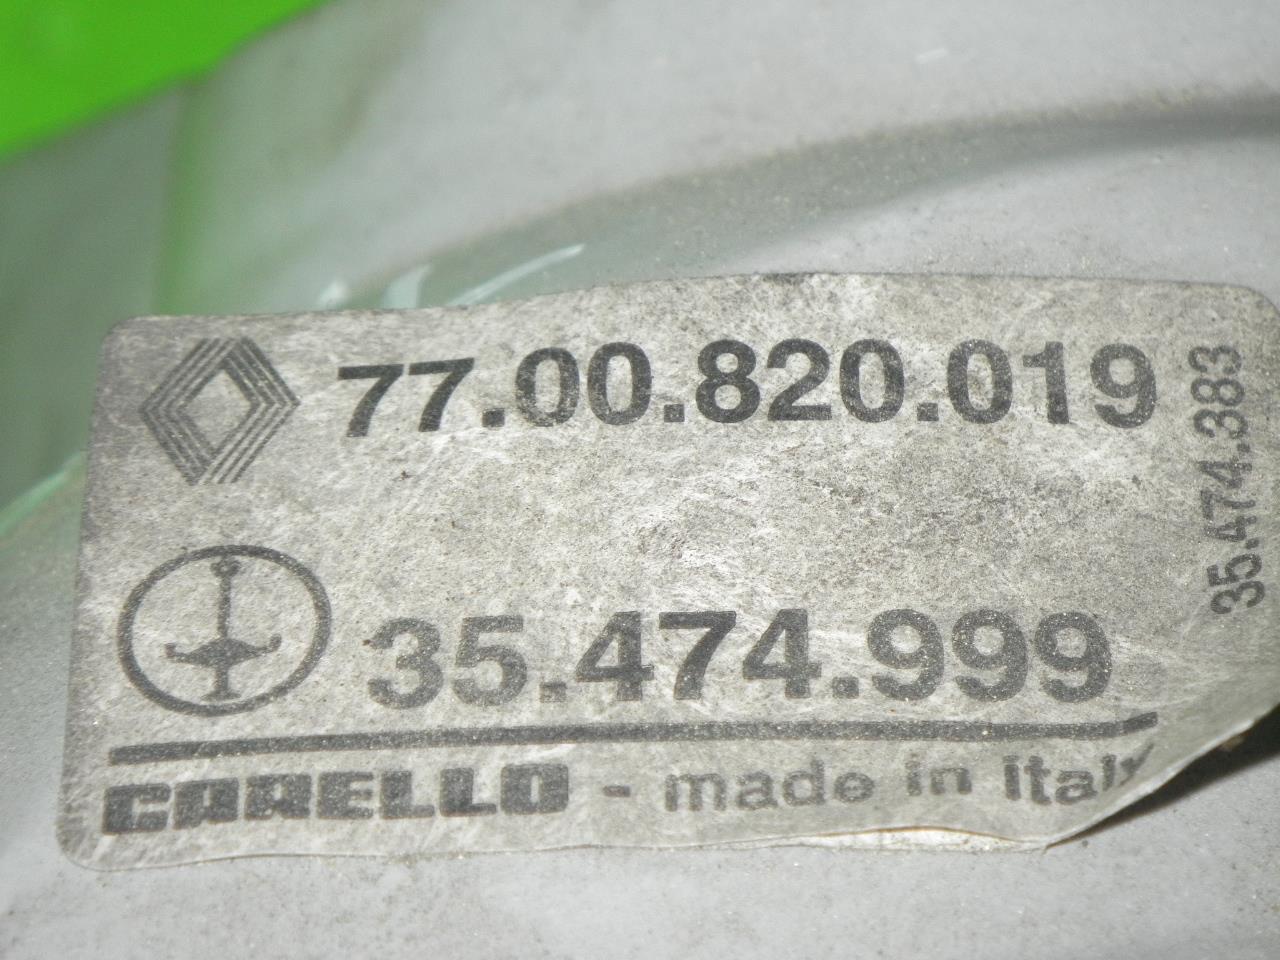 77.00.820.019
35.474.383
35.474.999
CARELLO - made in italy